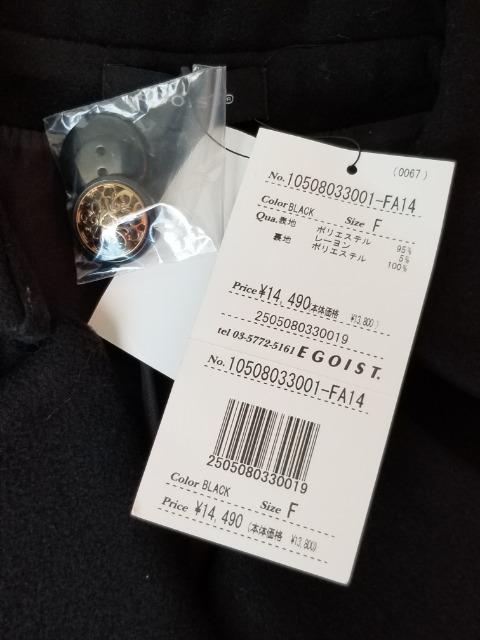 (0067)
No. 10508033001-FA14
Color BLACK Size F
Qua. 表地 ポリエステル 95%
レーヨン 5%
裏地 ポリエステル 100%
Price ¥14,490 本体価格 ¥13,800)
2505080330019
tel 03-5772-5161 EGOIST.
No. 10508033001-FA14
2505080330019
Color BLACK Size F
Price ¥14,490 (本体価格 ¥13,800)